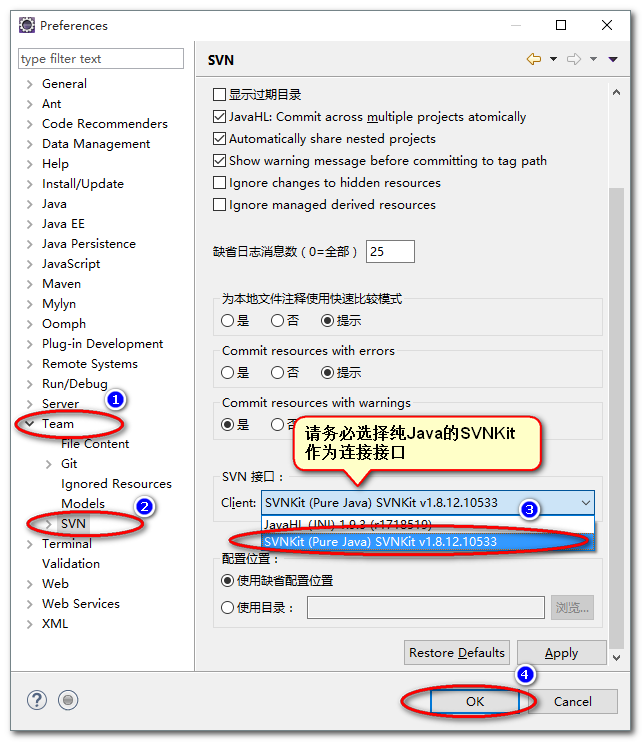 Preferences
type filter text
General
Ant
Code Recommenders
Data Management
Help
Install/Update
Java
Java EE
Java Persistence
JavaScript
Maven
Mylyn
Oomph
Plug-in Development
Remote Systems
Run/Debug
Server
1
Team
File Content
Git
Ignored Resources
Models
2
SVN
Terminal
Validation
Web
Web Services
XML
SVN
显示过期目录
JavaHL: Commit across multiple projects atomically
Automatically share nested projects
Show warning message before committing to tag path
Ignore changes to hidden resources
Ignore managed derived resources
缺省日志消息数（0=全部） 25
为本地文件注释使用快速比较模式
是 否 提示
Commit resources with errors
是 否 提示
Commit resources with warnings
是 否
请务必选择纯Java的SVNKit
作为连接接口
SVN 接口：
Client: SVNKit (Pure Java) SVNKit v1.8.12.10533
3
JavaHL (JNI) 1.9.3 (r1718519)
SVNKit (Pure Java) SVNKit v1.8.12.10533
配置位置：
使用缺省配置位置
使用目录： 浏览...
Restore Defaults Apply
4
OK Cancel